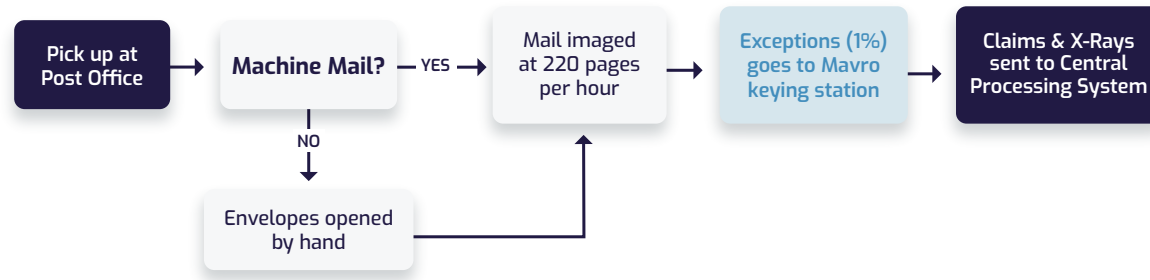 Pick up at
Post Office
Machine Mail?
YES
Mail imaged
at 220 pages
per hour
Exceptions (1%)
goes to Mavro
keying station
Claims & X-Rays
sent to Central
Processing System
NO
Envelopes opened
by hand